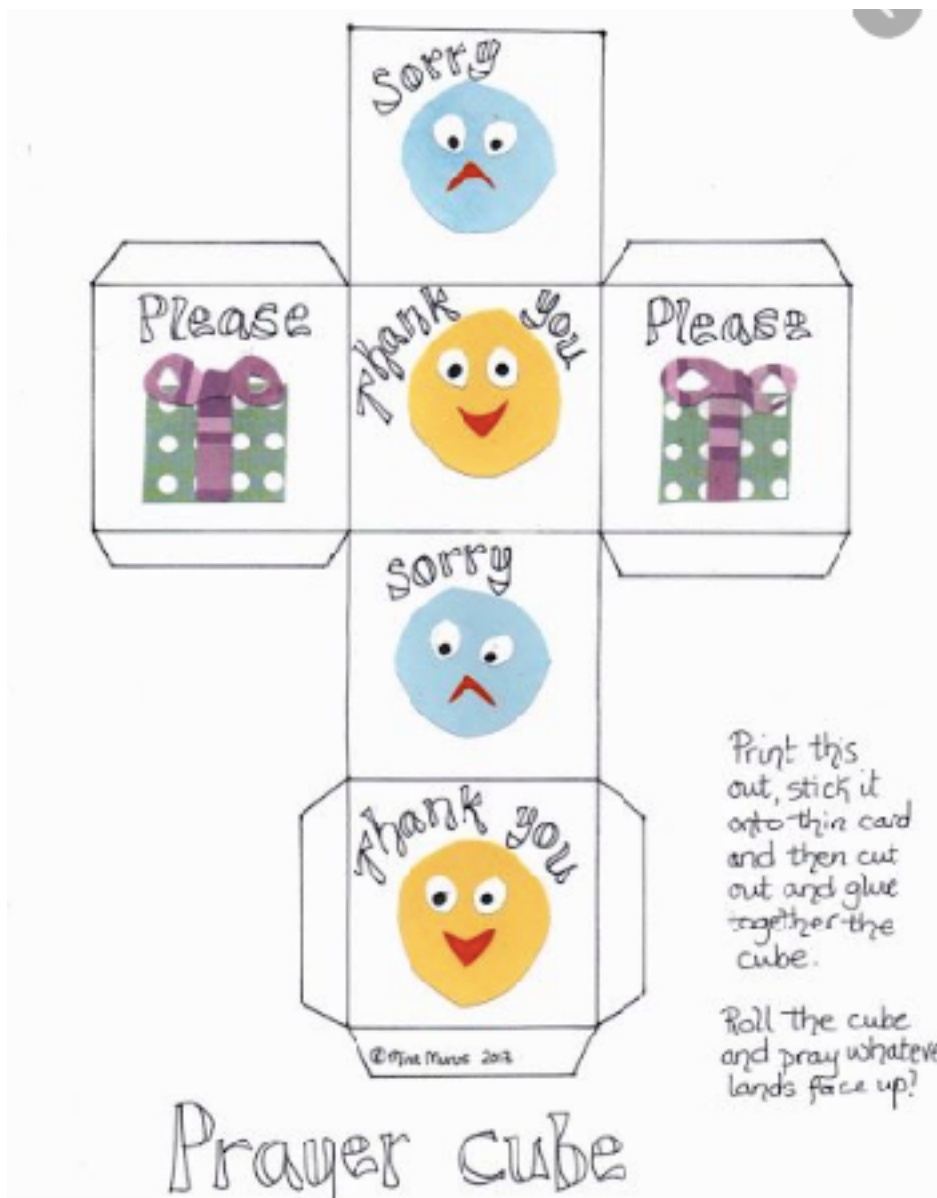 Sorry
Please
Thank you
Please
Sorry
Thank you
Print this
out, stick it
onto thin card
and then cut
out and glue
together the
cube.
Roll the cube
and pray whateve
lands face up?
2013
Prayer cube